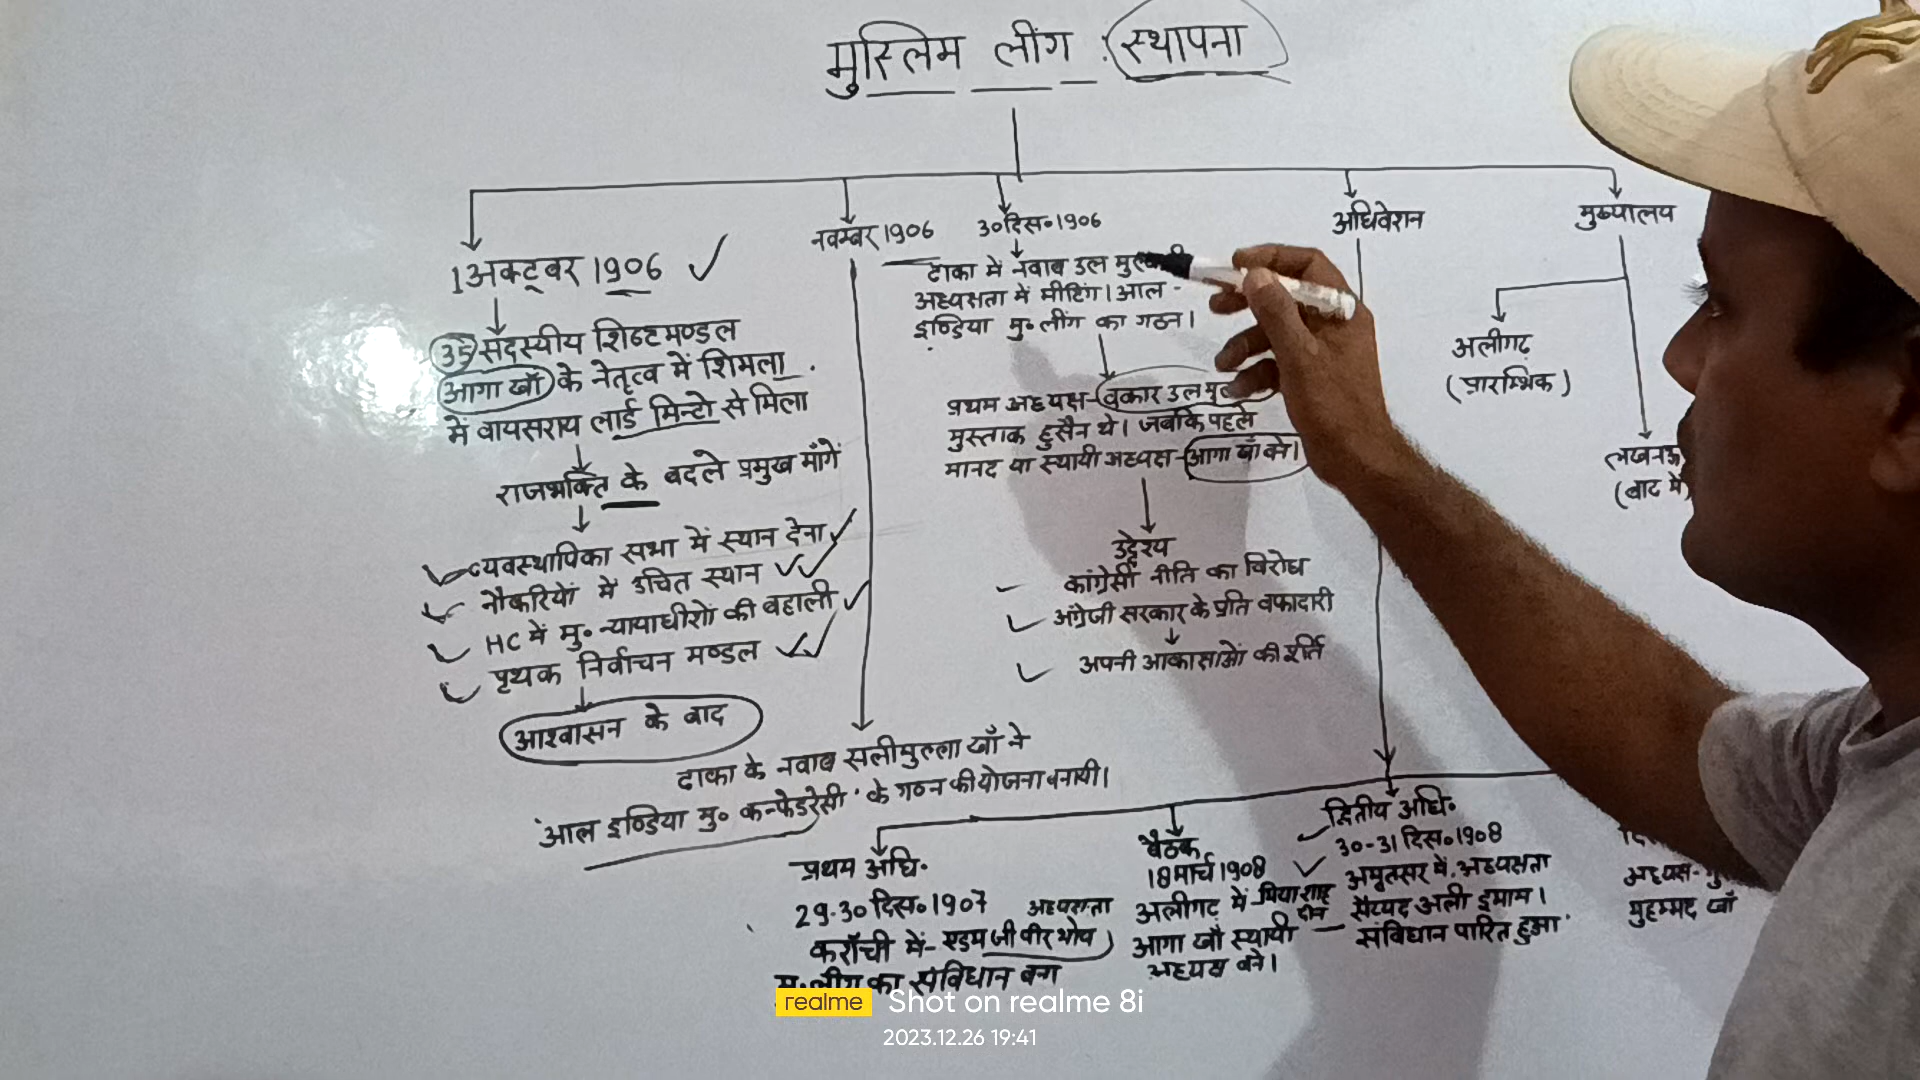 मुस्लिम लींग : स्थापना
1अक्टूबर 1906
35 सदस्यीय शिष्टमण्डल
आगा खाँ के नेतृत्व में शिमला
में वायसराय लार्ड मिन्टो से मिला
राजभक्ति के बदले प्रमुख माँगें
व्यवस्थापिका सभा में स्थान देना
नौकरियों में उचित स्थान
HC में मु॰ न्यायाधीशों की बहाली
पृथक निर्वाचन मण्डल
आश्वासन के बाद
नवम्बर 1906
ढाका के नवाब सलीमुल्ला खाँ ने
'आल इण्डिया मु॰ कन्फेडरेसी' के गठन की योजना बनायी।
30 दिस॰ 1906
ढाका में नवाब उल
अध्यक्षता में मीटिंग। आल -
इण्डिया मु॰ लींग का गठन।
प्रथम अध्यक्ष- वकार उल
मुस्ताक हुसैन थे। जबकि पहले
मानद या स्थायी अध्यक्ष- आगा खाँ बने।
उद्देश्य
कांग्रेसी नीति का विरोध
अंग्रेजी सरकार के प्रति वफादारी
अपनी की
अधिवेशन
प्रथम अधि॰
29-30 दिस॰ 1907
अध्यक्षता
कराँची में-
मु॰ लींग का संविधान बना
बैठक
18 मार्च 1908
अलीगढ़ में
आगा खाँ स्थायी
अध्यक्ष बने।
द्वितीय अधि॰
30-31 दिस॰ 1908
अमृतसर में. अध्यक्षता
सैय्यद अली इमाम।
संविधान पारित हुआ
अध्यक्ष-
मुहम्मद खाँ
मुख्यालय
अलीगढ़
(प्रारम्भिक)
लखनऊ
(बाद में)
realme Shot on realme 8i
2023.12.26 19:41